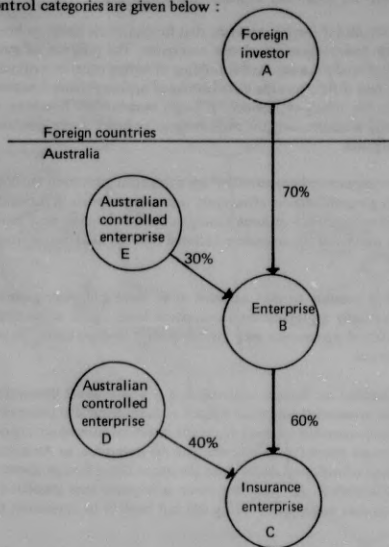 ntrol categories are given below :
Foreign
investor
A
Foreign countries
Australia
70%
Australian
controlled
enterprise
E
30%
Enterprise
B
Australian
controlled
enterprise
D
40%
60%
Insurance
enterprise
C